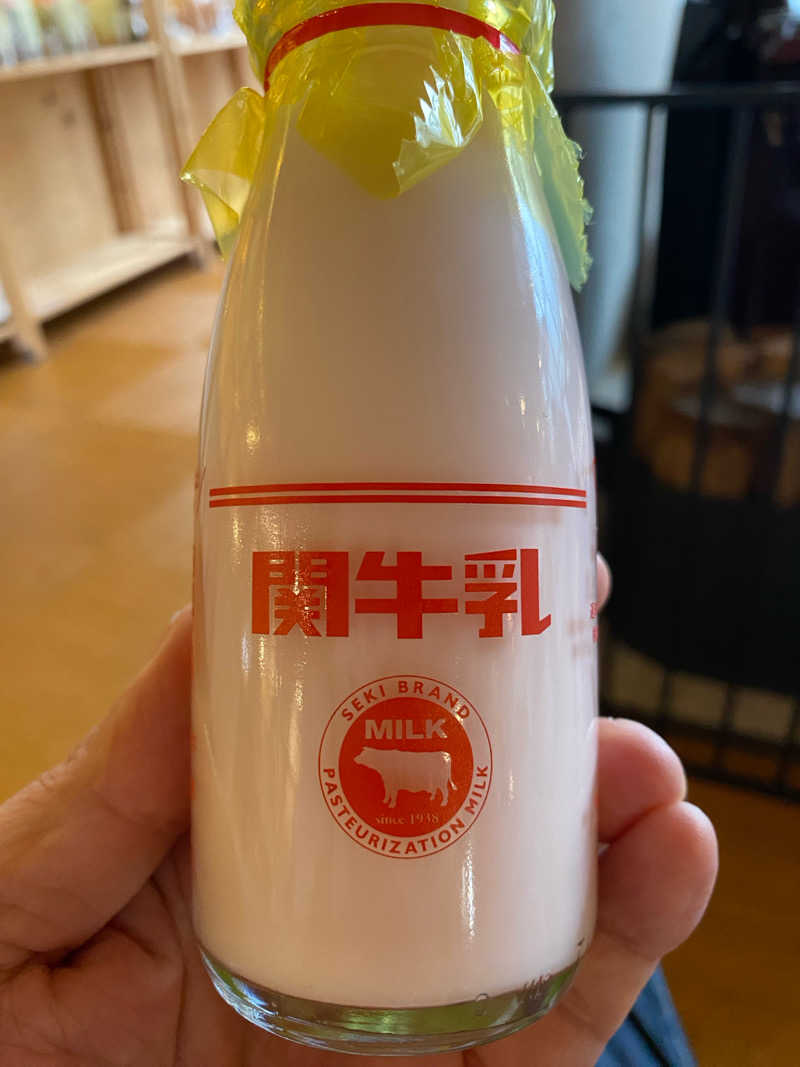 関牛乳
SEKI BRAND
MILK
since 1938
PASTEURIZATION MILK